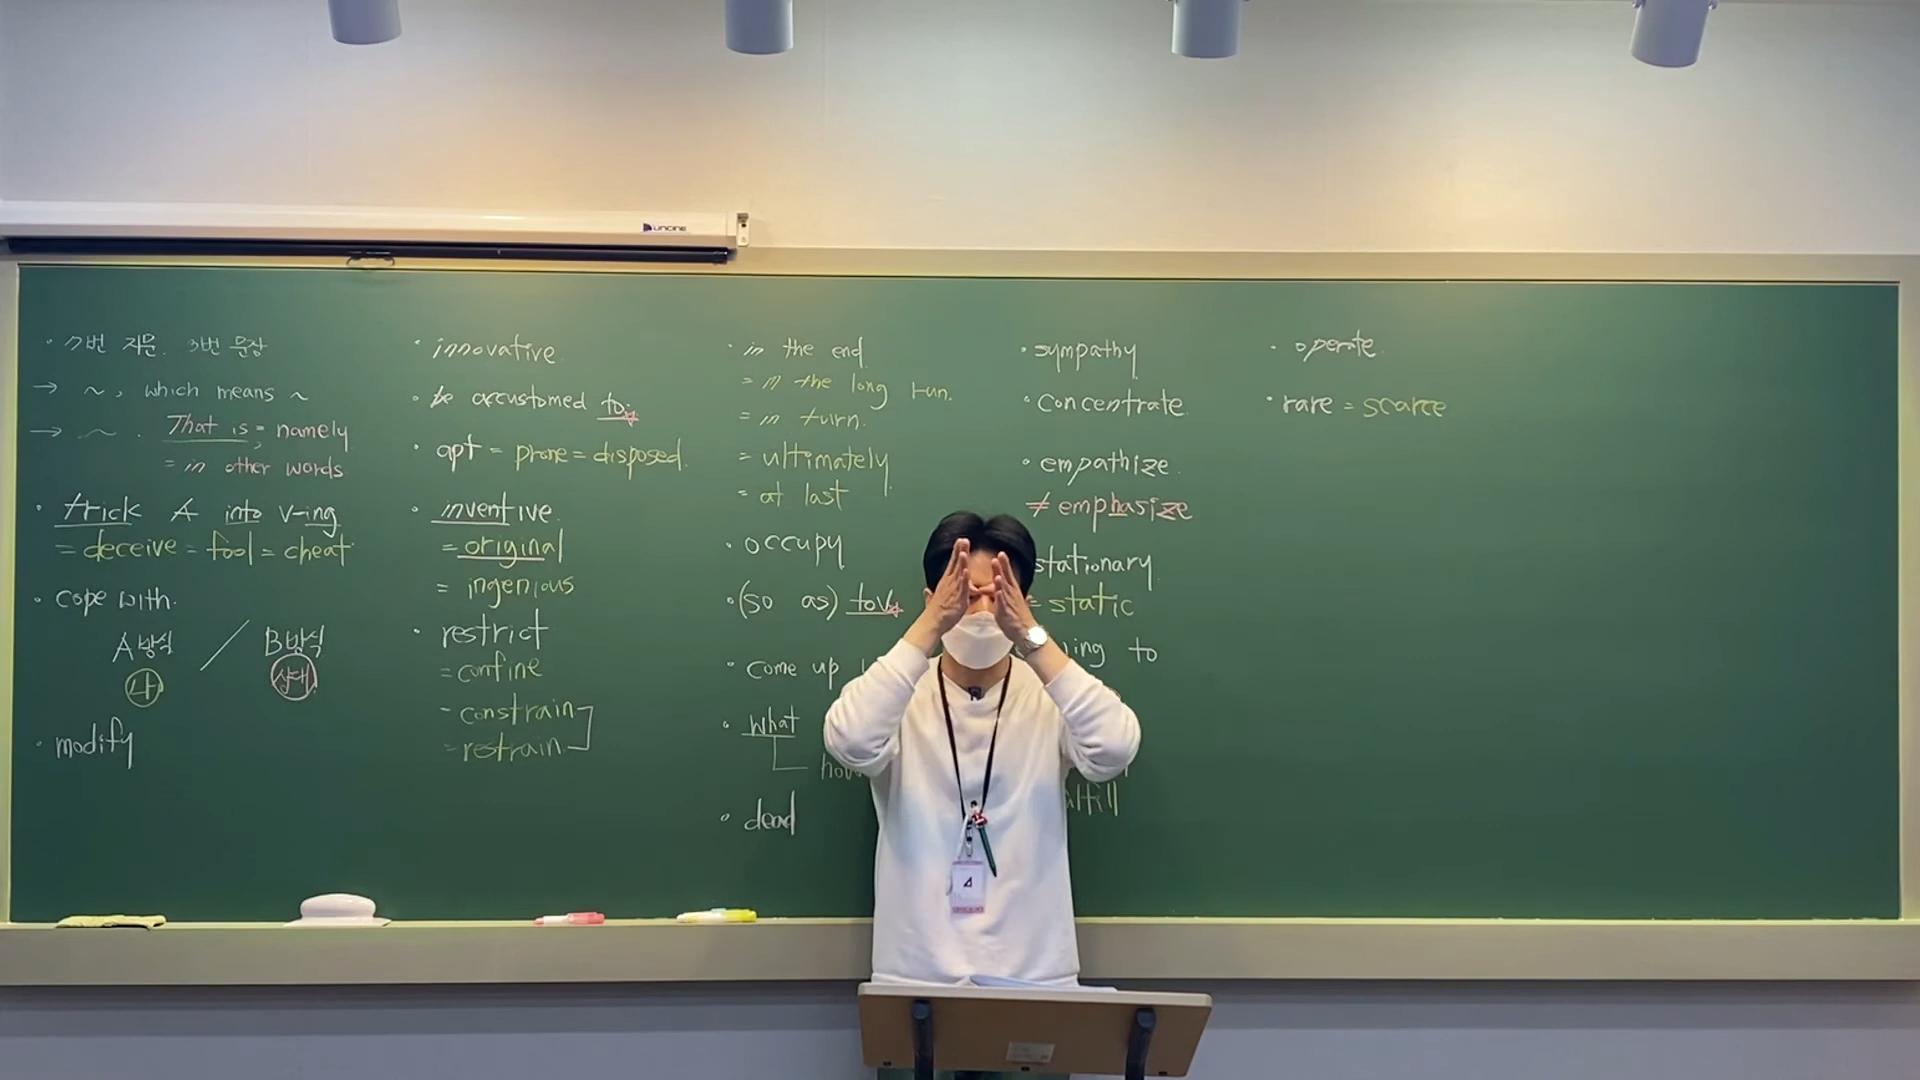 UNCINE
· 7번 지문. 3번 문장
→ ~, which means ~
→ ~ . That is, = namely
= in other words
· trick A into v-ing
= deceive = fool = cheat
· cope with.
A방식 / B방식
나 상대
· modify
· innovative.
· be accustomed to
· apt = prone = disposed.
· inventive.
= original
= ingenious
· restrict
= confine
- constrain
= restrain
· in the end
= in the long run.
= in turn.
= ultimately
= at last
· occupy
· (so as) to V
· come up
· what
how
· dead
· sympathy
· concentrate
· empathize.
≠ emphasize
stationary
= static
to
· operate.
· rare = scarce